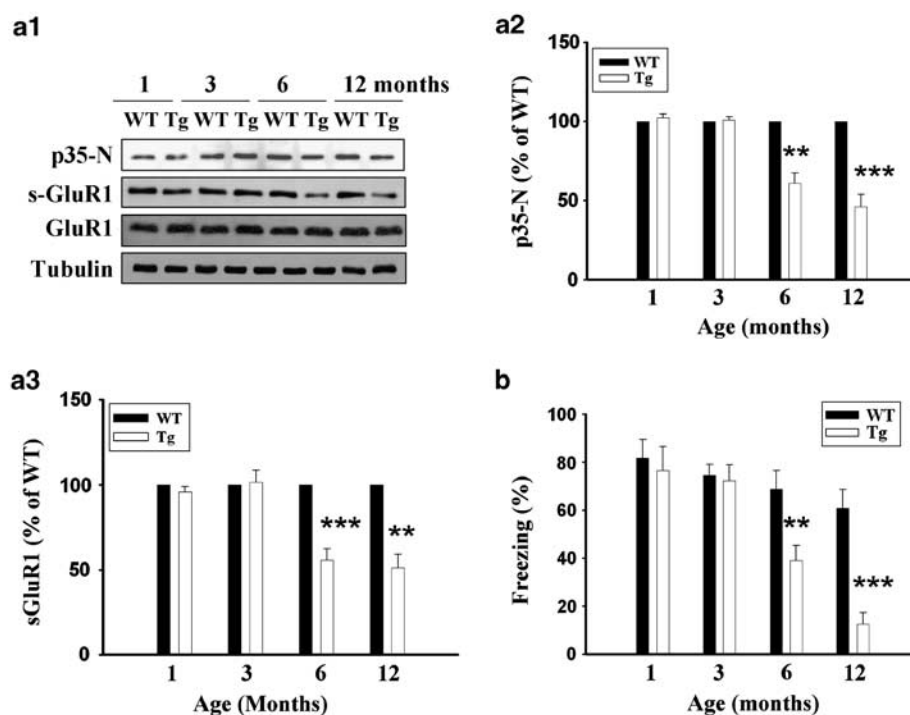 a1
1 3 6 12 months
WT Tg WT Tg WT Tg WT Tg
p35-N
s-GluR1
GluR1
Tubulin
a2
150
100
50
0
p35-N (% of WT)
WT
Tg
**
***
1 3 6 12
Age (months)
a3
150
100
50
0
sGluR1 (% of WT)
WT
Tg
***
**
1 3 6 12
Age (Months)
b
100
80
60
40
20
0
Freezing (%)
WT
Tg
**
***
1 3 6 12
Age (months)